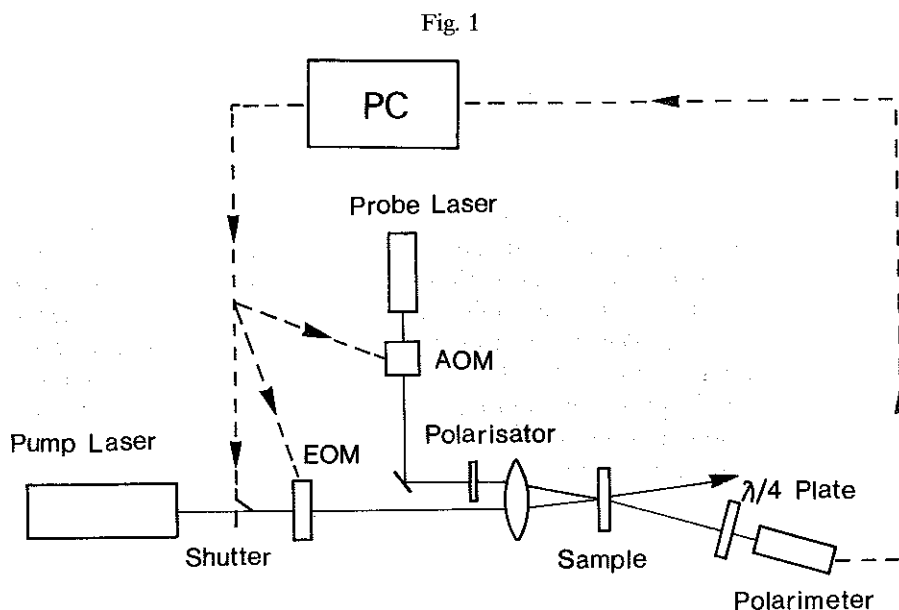 Fig. 1
PC
Probe Laser
AOM
Polarisator
Pump Laser
EOM
λ/4 Plate
Shutter
Sample
Polarimeter